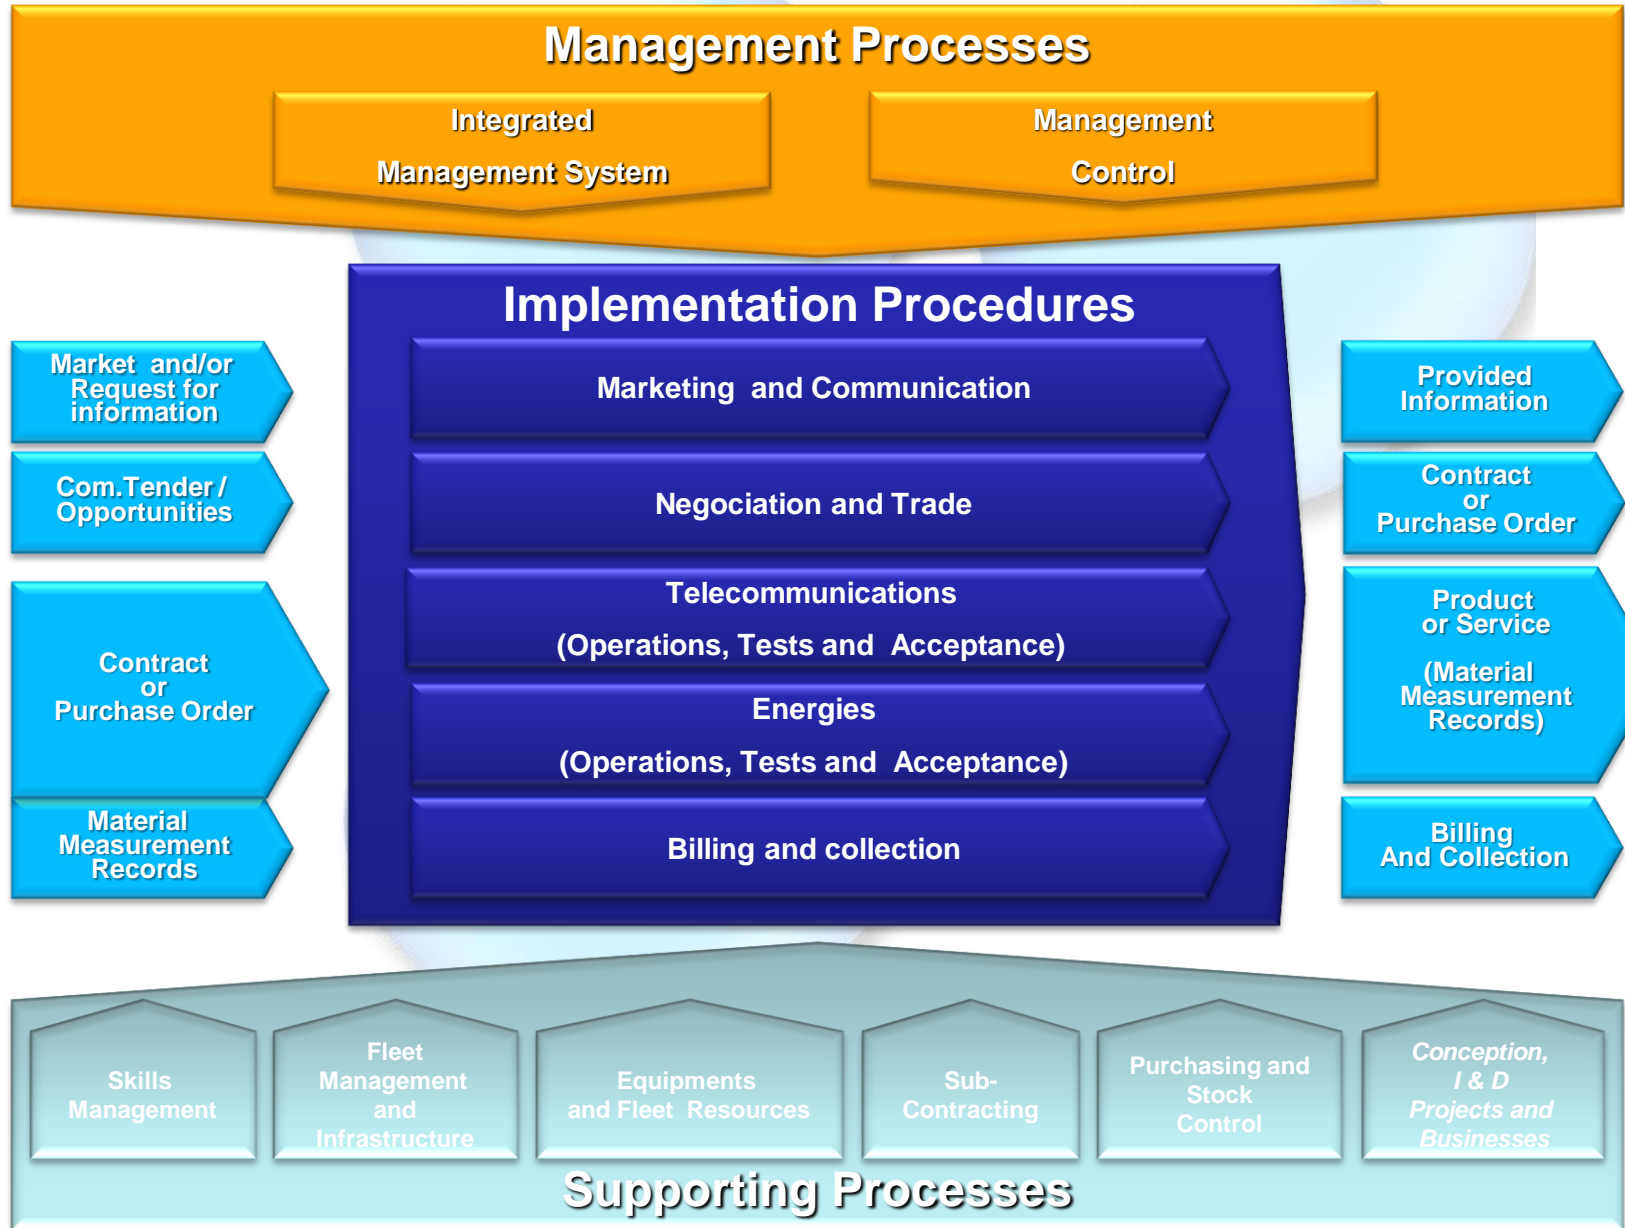 Management Processes
Integrated
Management System
Management
Control
Implementation Procedures
Market and/or
Request for
information
Marketing and Communication
Provided
Information
Com.Tender /
Opportunities
Negociation and Trade
Contract
or
Purchase Order
Contract
or
Purchase Order
Telecommunications
(Operations, Tests and Acceptance)
Energies
(Operations, Tests and Acceptance)
Product
or Service
(Material
Measurement
Records)
Material
Measurement
Records
Billing and collection
Billing
And Collection
Skills
Management
Fleet
Management
and
Infrastructure
Equipments
and Fleet Resources
Sub-
Contracting
Purchasing and
Stock
Control
Conception,
I & D
Projects and
Businesses
Supporting Processes